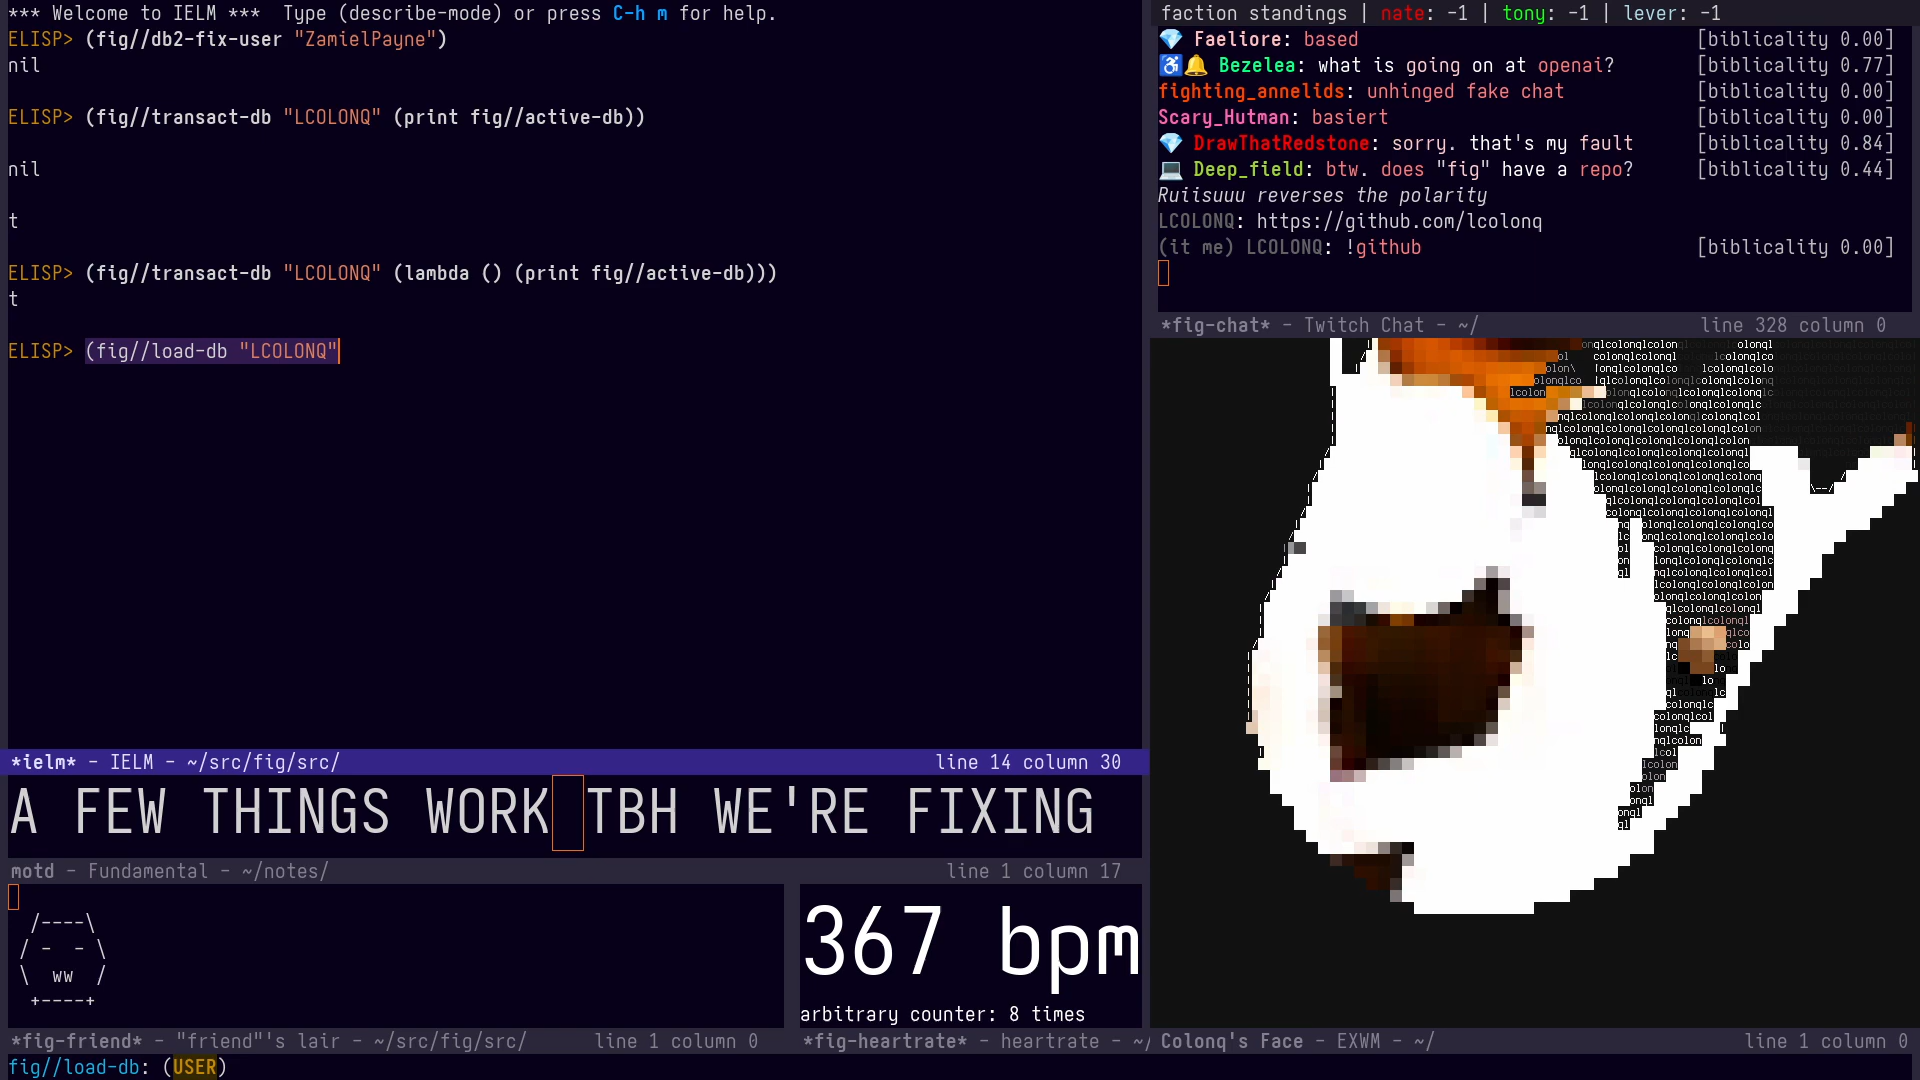 *** Welcome to IELM ***  Type (describe-mode) or press C-h m for help.
ELISP> (fig//db2-fix-user "ZamielPayne")
nil
ELISP> (fig//transact-db "LCOLONQ" (print fig//active-db))
nil
t
ELISP> (fig//transact-db "LCOLONQ" (lambda () (print fig//active-db)))
t
ELISP> (fig//load-db "LCOLONQ"
*ielm* - IELM - ~/src/fig/src/ line 14 column 30
A FEW THINGS WORK TBH WE'RE FIXING
motd - Fundamental - ~/notes/ line 1 column 17
/----\
/ -  - \
\  ww  /
+----+
*fig-friend* - "friend"'s lair - ~/src/fig/src/ line 1 column 0
367 bpm
arbitrary counter: 8 times
*fig-heartrate* - heartrate - ~/
fig//load-db: (USER)
faction standings | nate: -1 | tony: -1 | lever: -1
💎 Faeliore: based [biblicality 0.00]
♿🔔 Bezelea: what is going on at openai? [biblicality 0.77]
fighting_annelids: unhinged fake chat [biblicality 0.00]
Scary_Hutman: basiert [biblicality 0.00]
💎 DrawThatRedstone: sorry. that's my fault [biblicality 0.84]
💻 Deep_field: btw. does "fig" have a repo? [biblicality 0.44]
Ruiisuuu reverses the polarity
LCOLONQ: https://github.com/lcolonq
(it me) LCOLONQ: !github [biblicality 0.00]
*fig-chat* - Twitch Chat - ~/ line 328 column 0
Colonq's Face - EXWM - ~/ line 1 column 0